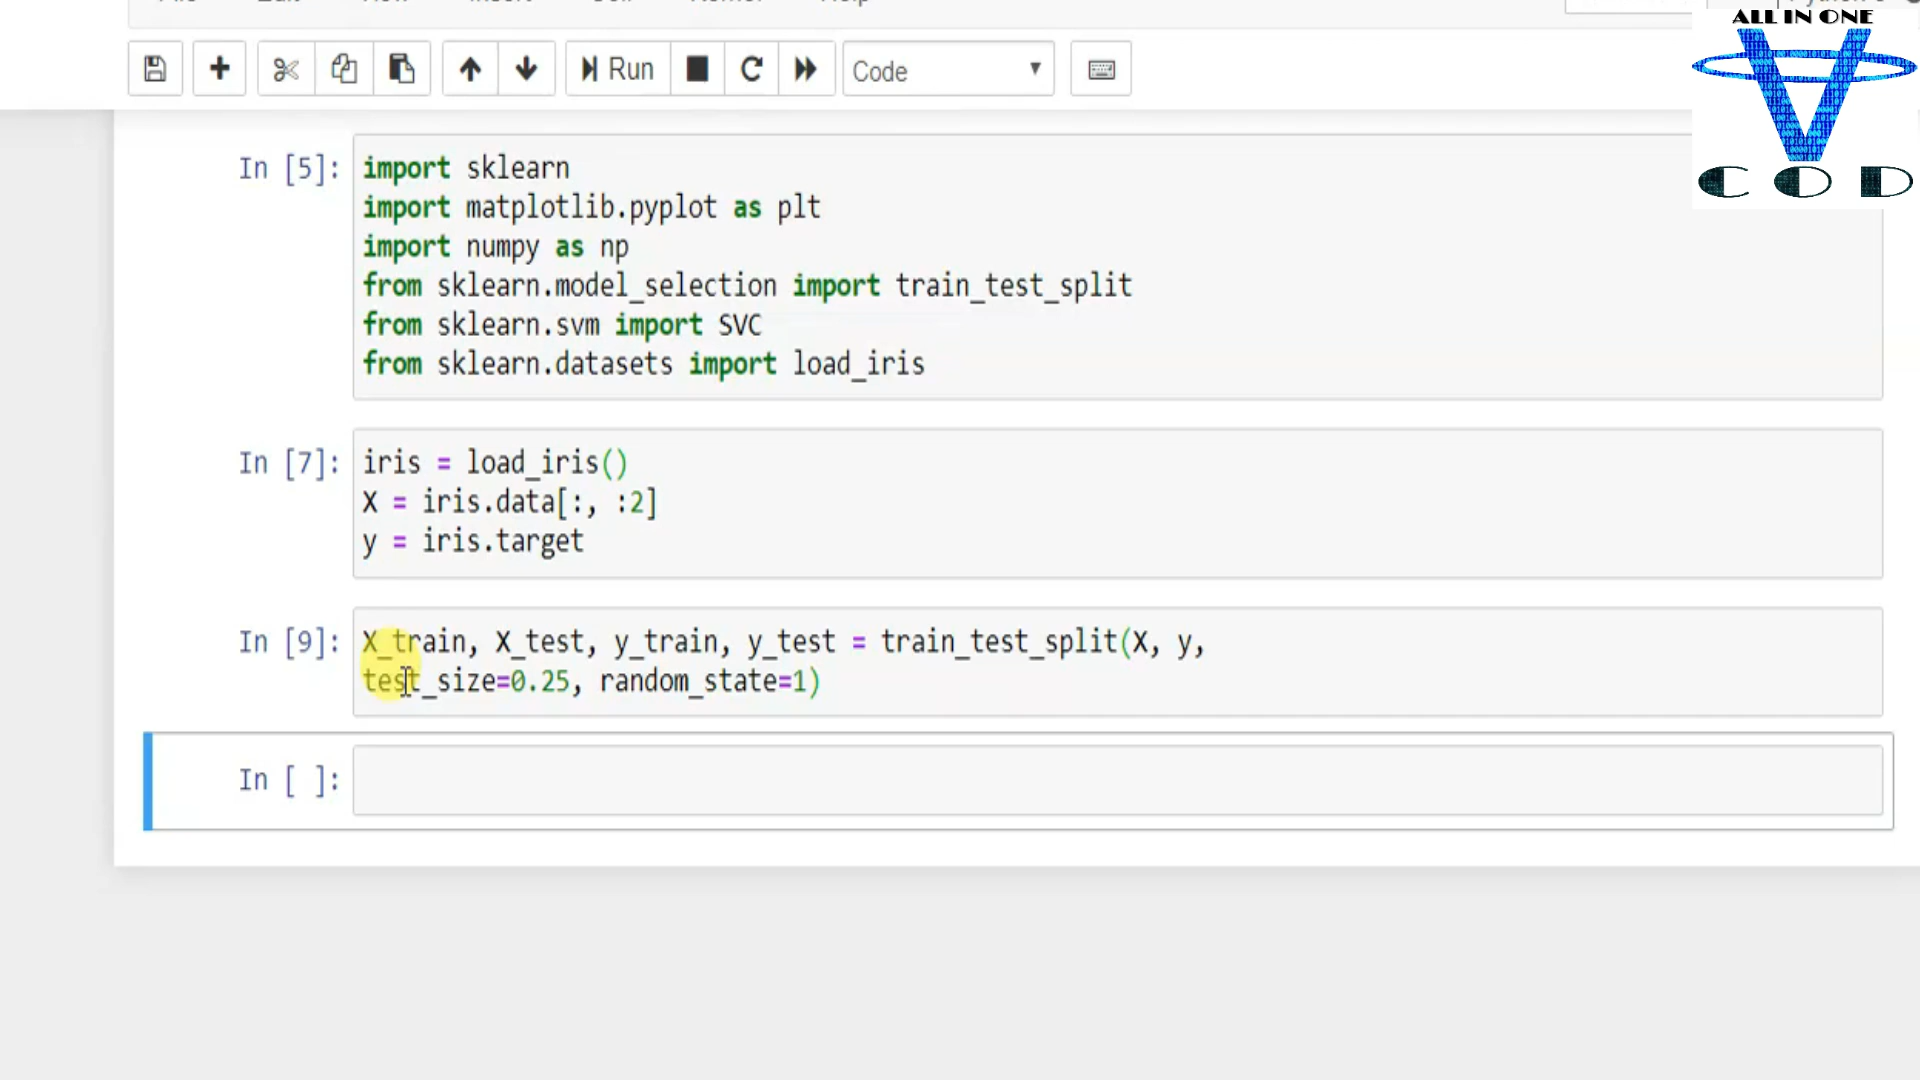 ALL IN ONE
COD
Run
Code
In [5]:
import sklearn
import matplotlib.pyplot as plt
import numpy as np
from sklearn.model_selection import train_test_split
from sklearn.svm import SVC
from sklearn.datasets import load_iris
In [7]:
iris = load_iris()
X = iris.data[:, :2]
y = iris.target
In [9]:
X_train, X_test, y_train, y_test = train_test_split(X, y,
test_size=0.25, random_state=1)
In [ ]: